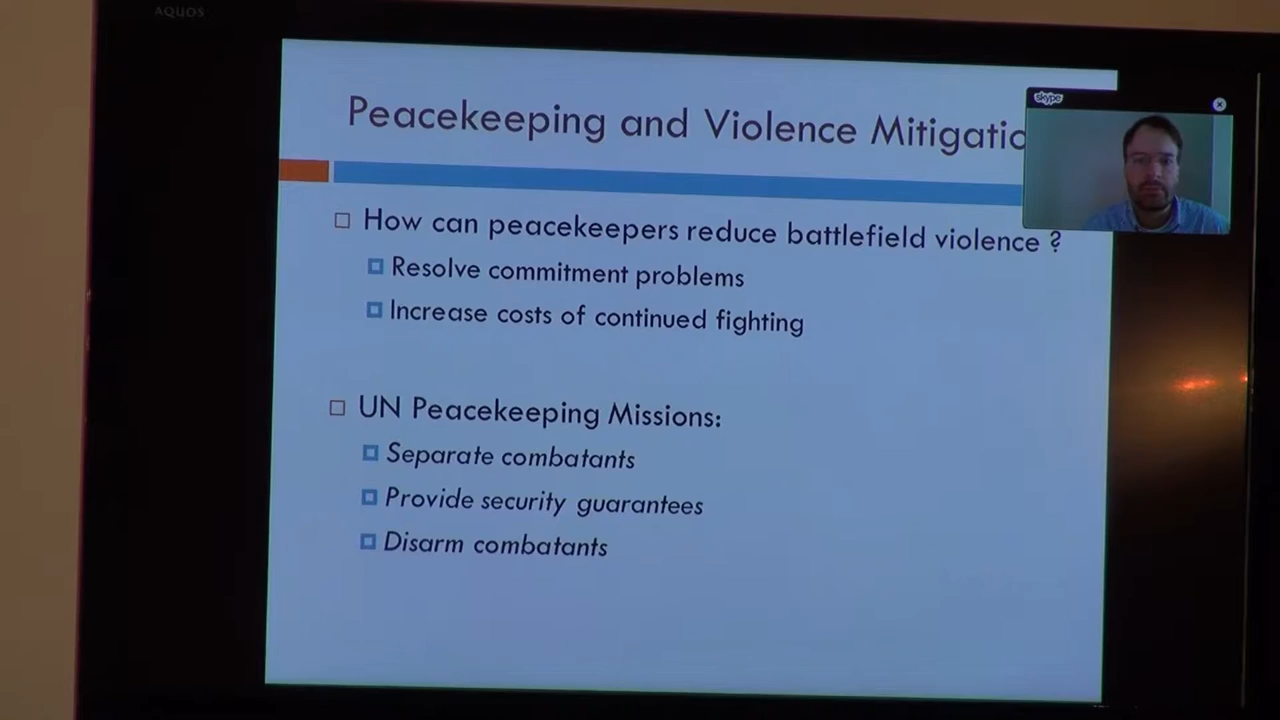 AQUOS
Peacekeeping and Violence Mitigatio
skype
How can peacekeepers reduce battlefield violence ?
Resolve commitment problems
Increase costs of continued fighting
UN Peacekeeping Missions:
Separate combatants
Provide security guarantees
Disarm combatants